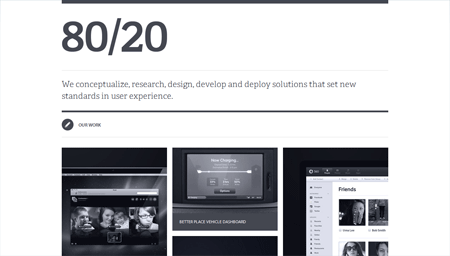 80/20
We conceptualize, research, design, develop and deploy solutions that set new
standards in user experience.
OUR WORK
Now Charging...
BETTER PLACE VEHICLE DASHBOARD
Friends